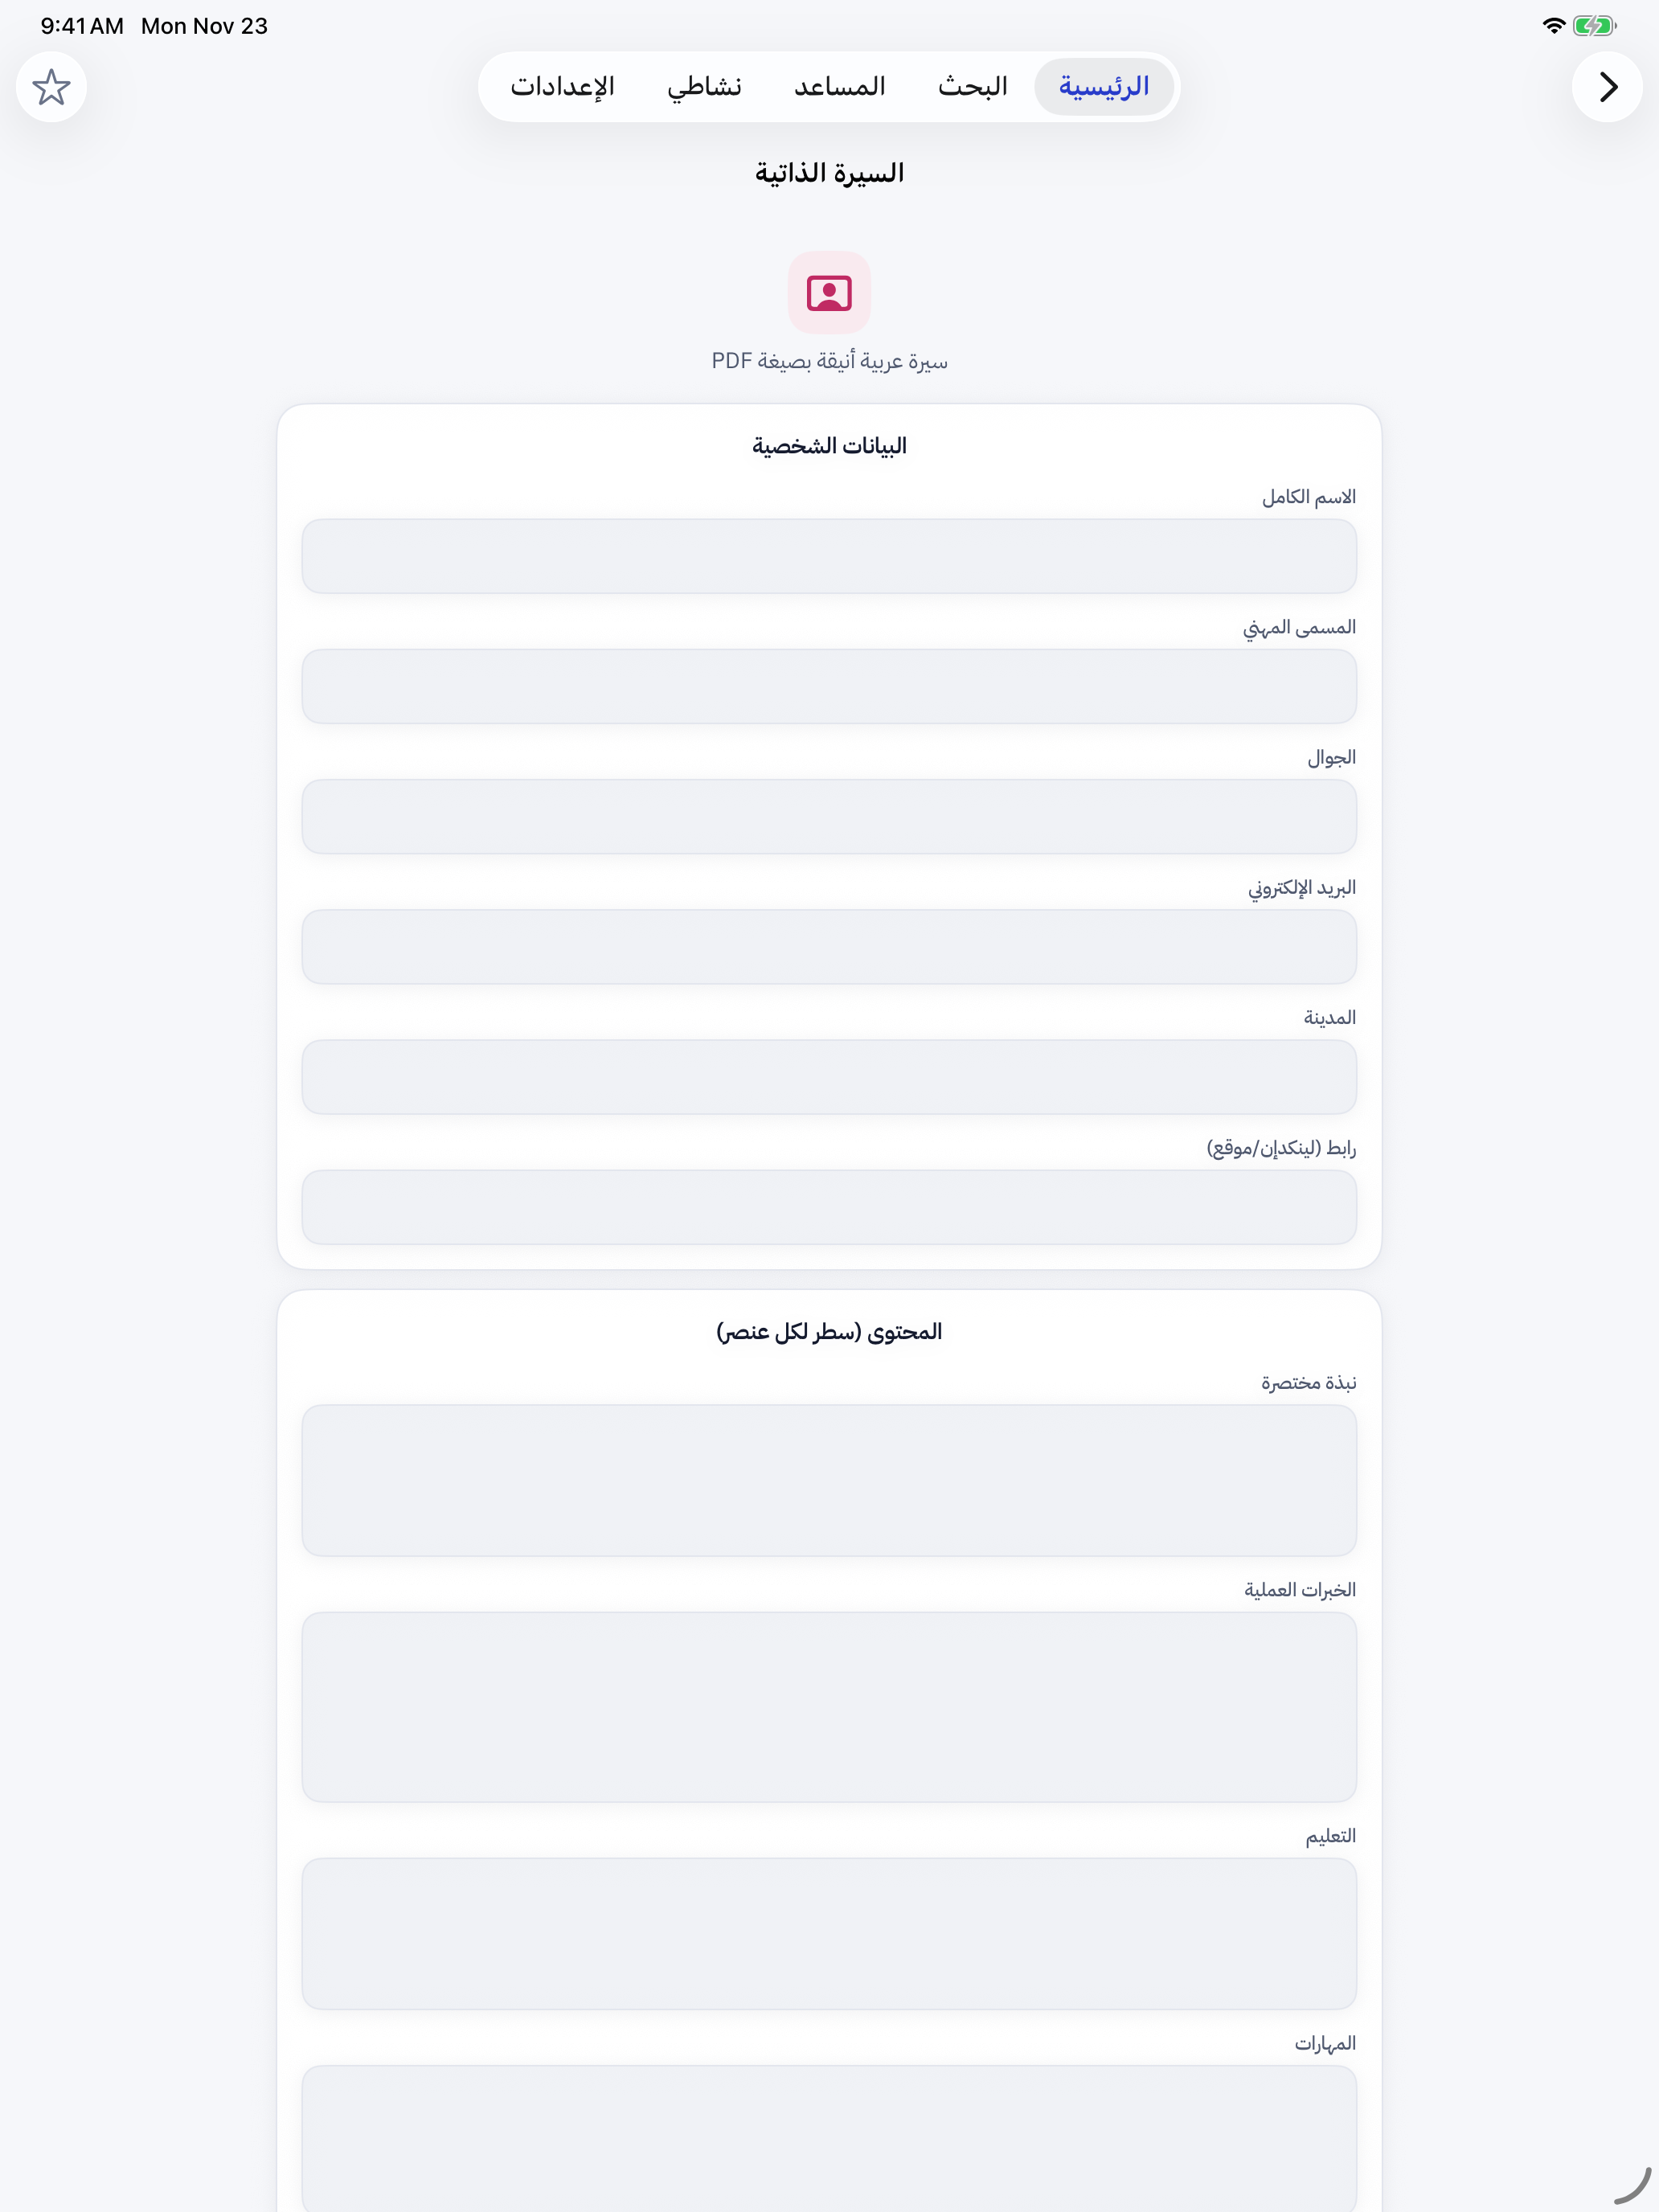 9:41 AM Mon Nov 23
الرئيسية البحث المساعد نشاطي الإعدادات
السيرة الذاتية
سيرة عربية أنيقة بصيغة PDF
البيانات الشخصية
الاسم الكامل
المسمى المهني
الجوال
البريد الإلكتروني
المدينة
رابط (لينكدإن/موقع)
المحتوى (سطر لكل عنصر)
نبذة مختصرة
الخبرات العملية
التعليم
المهارات